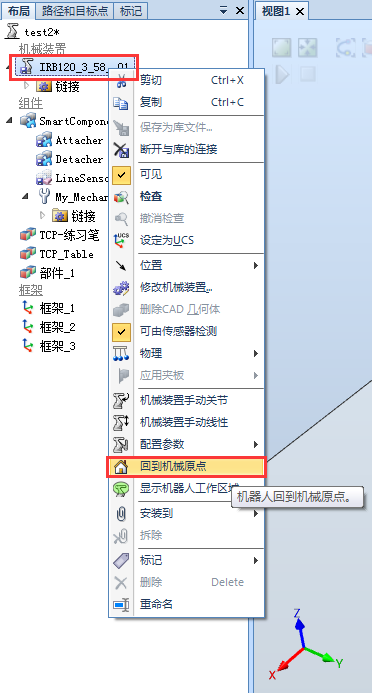 布局 路径和目标点 标记
视图1
test2*
机械装置
IRB120_3_58__01
链接
组件
SmartCompon
Attacher
Detacher
LineSenso
My_Mechan
链接
TCP-练习笔
TCP_Table
部件_1
框架
框架_1
框架_2
框架_3
剪切 Ctrl+X
复制 Ctrl+C
保存为库文件...
断开与库的连接
可见
检查
撤消检查
UCS 设定为UCS
位置
修改机械装置...
删除CAD 几何体
可由传感器检测
物理
应用夹板
机械装置手动关节
机械装置手动线性
配置参数
回到机械原点
显示机器人工作区域
机器人回到机械原点。
安装到
拆除
标记
删除 Delete
重命名
Z
X
Y